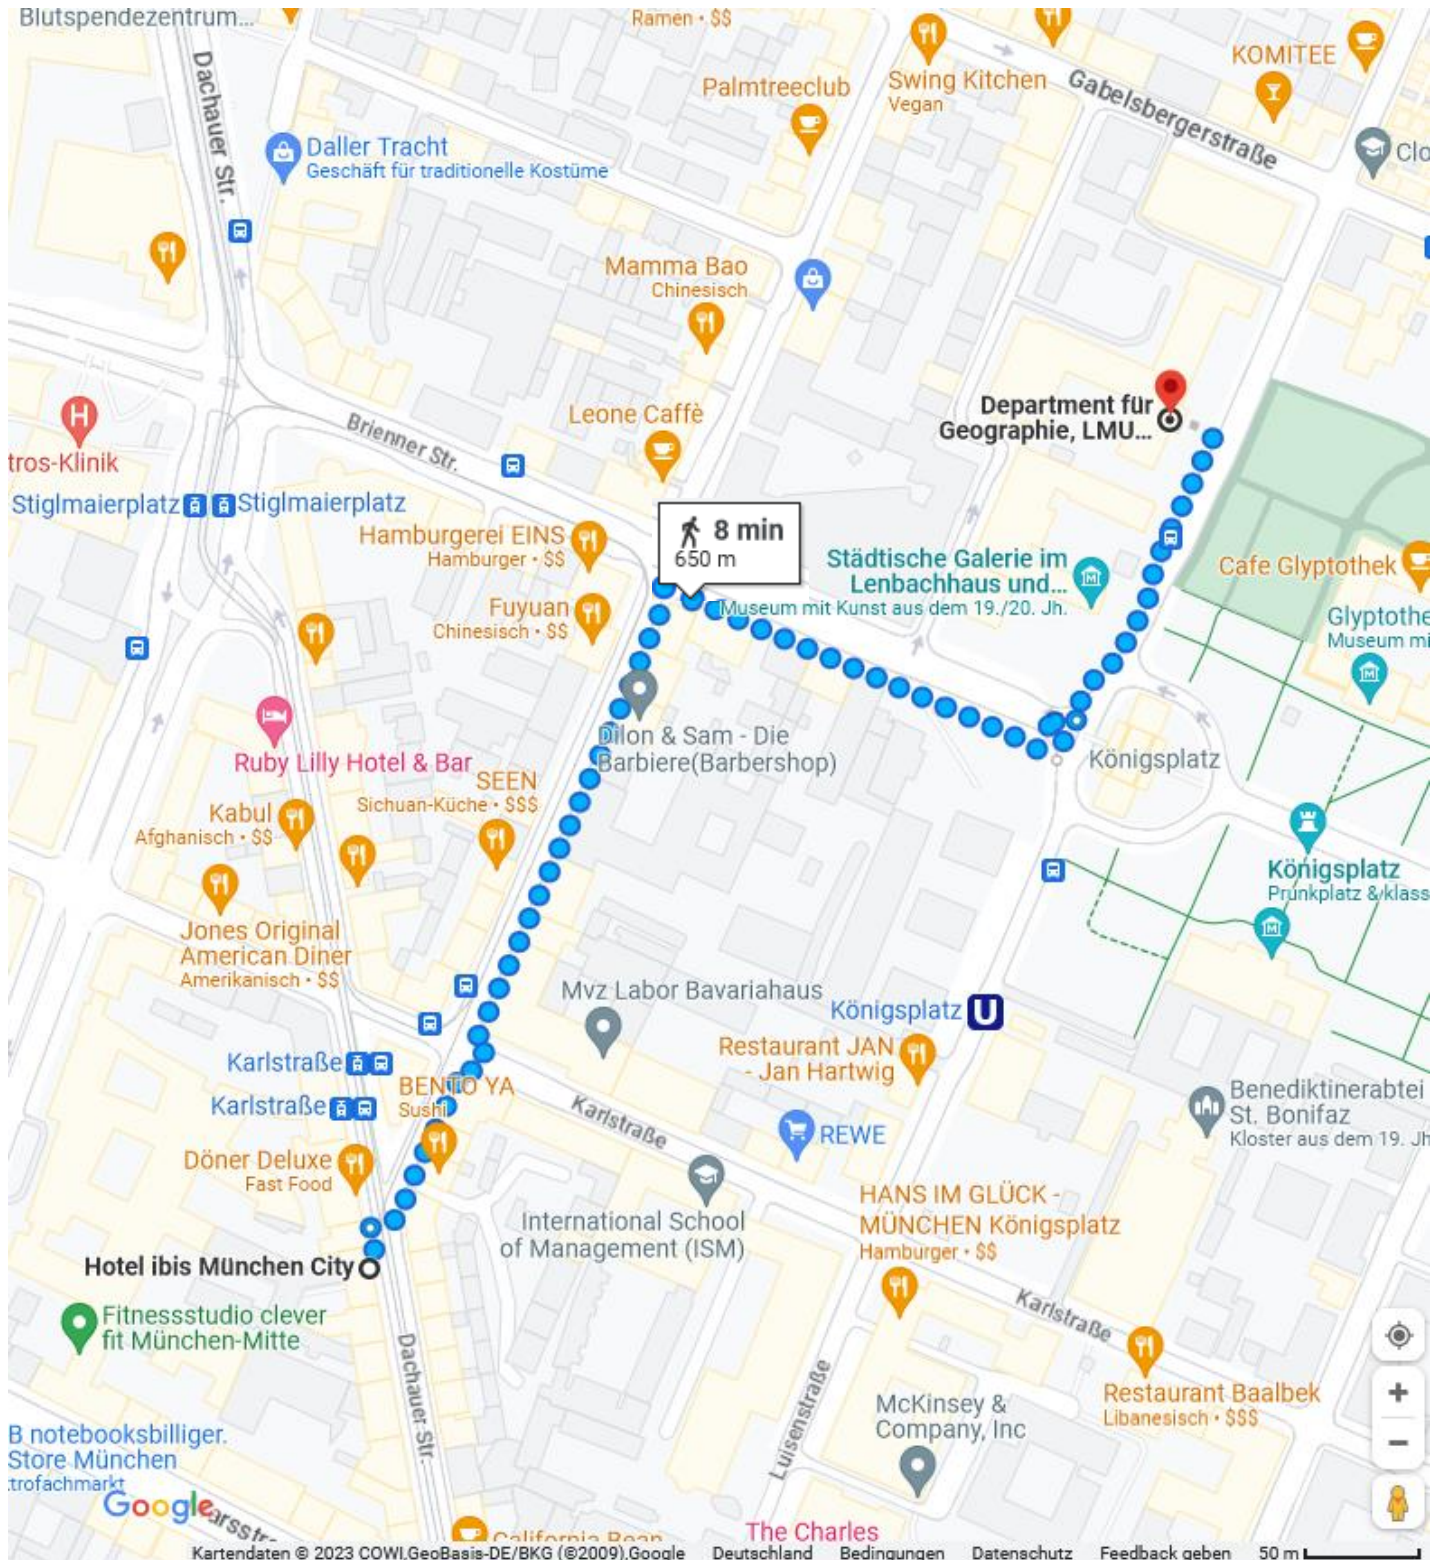 Blutspendezentrum...
Ramen • $$
Dachauer Str.
Palmtreeclub
Swing Kitchen
Vegan
KOMITEE
Gabelsbergerstraße
Clo
Daller Tracht
Geschäft für traditionelle Kostüme
Mamma Bao
Chinesisch
Leone Caffè
Brienner Str.
Department für
Geographie, LMU...
tros-Klinik
Stiglmaierplatz
Stiglmaierplatz
Hamburgerei EINS
Hamburger • $$
8 min
650 m
Städtische Galerie im
Lenbachhaus und...
Museum mit Kunst aus dem 19./20. Jh.
Cafe Glyptothek
Fuyuan
Chinesisch • $$
Glyptothe
Museum mi
Ruby Lilly Hotel & Bar
Dilon & Sam - Die
Barbiere(Barbershop)
Königsplatz
SEEN
Sichuan-Küche • $$$
Kabul
Afghanisch • $$
Königsplatz
Prunkplatz & klass
Jones Original
American Diner
Amerikanisch • $$
Mvz Labor Bavariahaus
Königsplatz
U
Restaurant JAN
- Jan Hartwig
Karlstraße
Karlstraße
BENTO YA
Sushi
Karlstraße
REWE
Benediktinerabtei
St. Bonifaz
Kloster aus dem 19. Jh
Döner Deluxe
Fast Food
International School
of Management (ISM)
HANS IM GLÜCK -
MÜNCHEN Königsplatz
Hamburger • $$
Hotel ibis München City
Fitnessstudio clever
fit München-Mitte
Karlstraße
Dachauer Str.
Luisenstraße
Restaurant Baalbek
Libanesisch • $$$
McKinsey &
Company, Inc
B notebooksbilliger.
Store München
trofachmarkt
Google
arsstr
California Bean
The Charles
Kartendaten © 2023 COWI,GeoBasis-DE/BKG (©2009),Google Deutschland Bedingungen Datenschutz Feedback geben 50 m